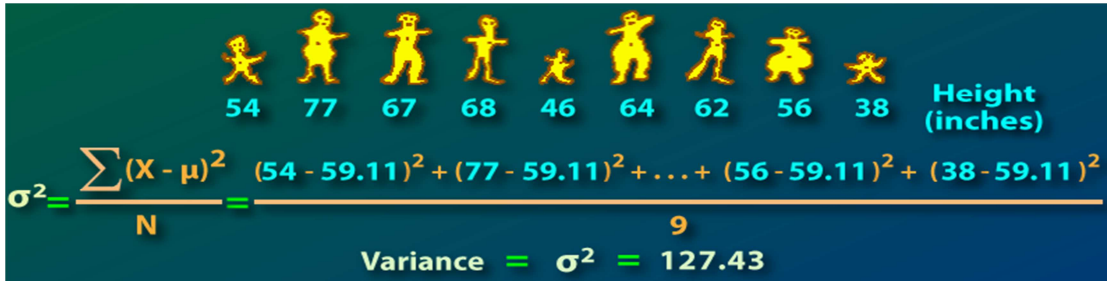 54 77 67 68 46 64 62 56 38 Height (inches)
σ²= ∑(X - μ)² / N = (54 - 59.11)² + (77 - 59.11)² + ... + (56 - 59.11)² + (38 - 59.11)² / 9
Variance = σ² = 127.43